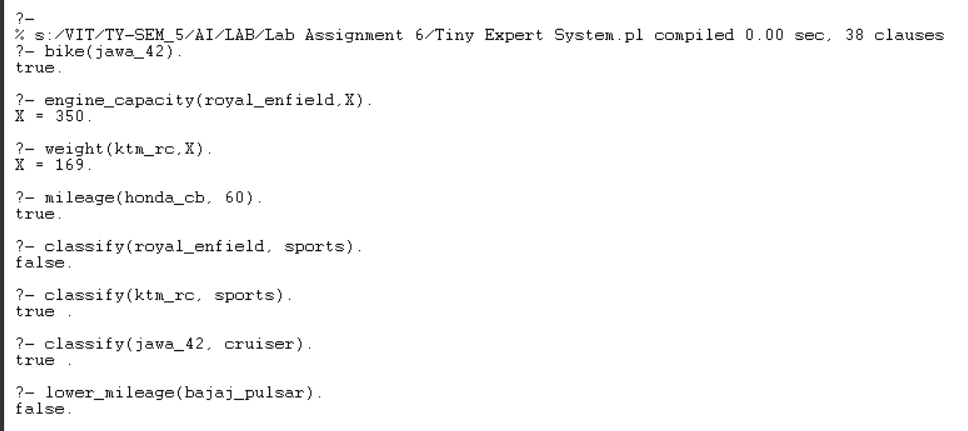 ?-
% s:/VIT/TY-SEM_5/AI/LAB/Lab Assignment 6/Tiny Expert System.pl compiled 0.00 sec, 38 clauses
?- bike(jawa_42).
true.
?- engine_capacity(royal_enfield,X).
X = 350.
?- weight(ktm_rc,X).
X = 169.
?- mileage(honda_cb, 60).
true.
?- classify(royal_enfield, sports).
false.
?- classify(ktm_rc, sports).
true .
?- classify(jawa_42, cruiser).
true .
?- lower_mileage(bajaj_pulsar).
false.